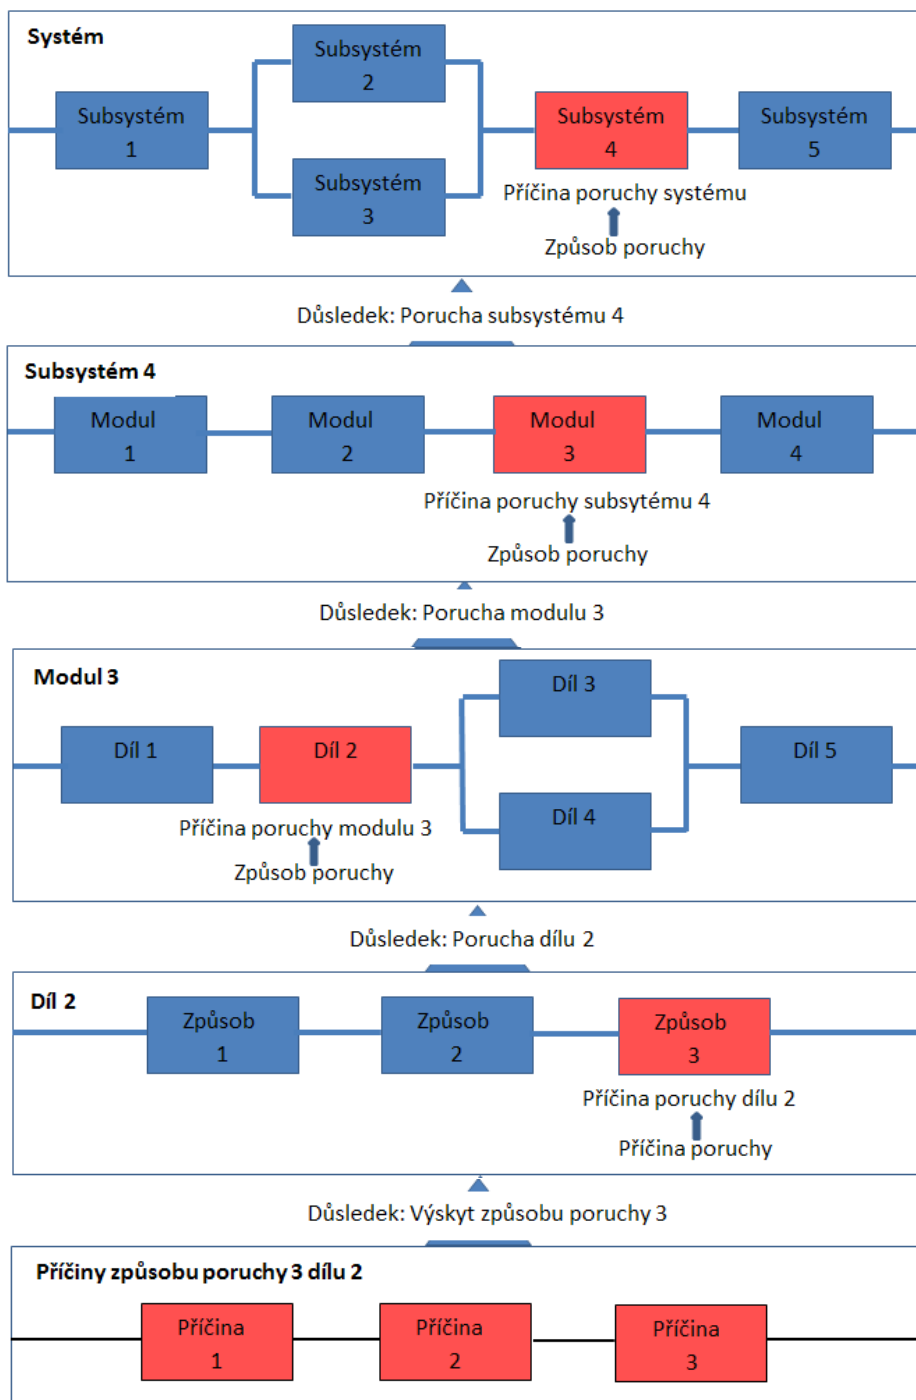 Systém
Subsystém
2
Subsystém
1
Subsystém
4
Subsystém
5
Subsystém
3
Příčina poruchy systému
Způsob poruchy
Důsledek: Porucha subsystému 4
Subsystém 4
Modul
1
Modul
2
Modul
3
Modul
4
Příčina poruchy subsytému 4
Způsob poruchy
Důsledek: Porucha modulu 3
Modul 3
Díl 3
Díl 1
Díl 2
Díl 5
Díl 4
Příčina poruchy modulu 3
Způsob poruchy
Důsledek: Porucha dílu 2
Díl 2
Způsob
1
Způsob
2
Způsob
3
Příčina poruchy dílu 2
Příčina poruchy
Důsledek: Výskyt způsobu poruchy 3
Příčiny způsobu poruchy 3 dílu 2
Příčina
1
Příčina
2
Příčina
3